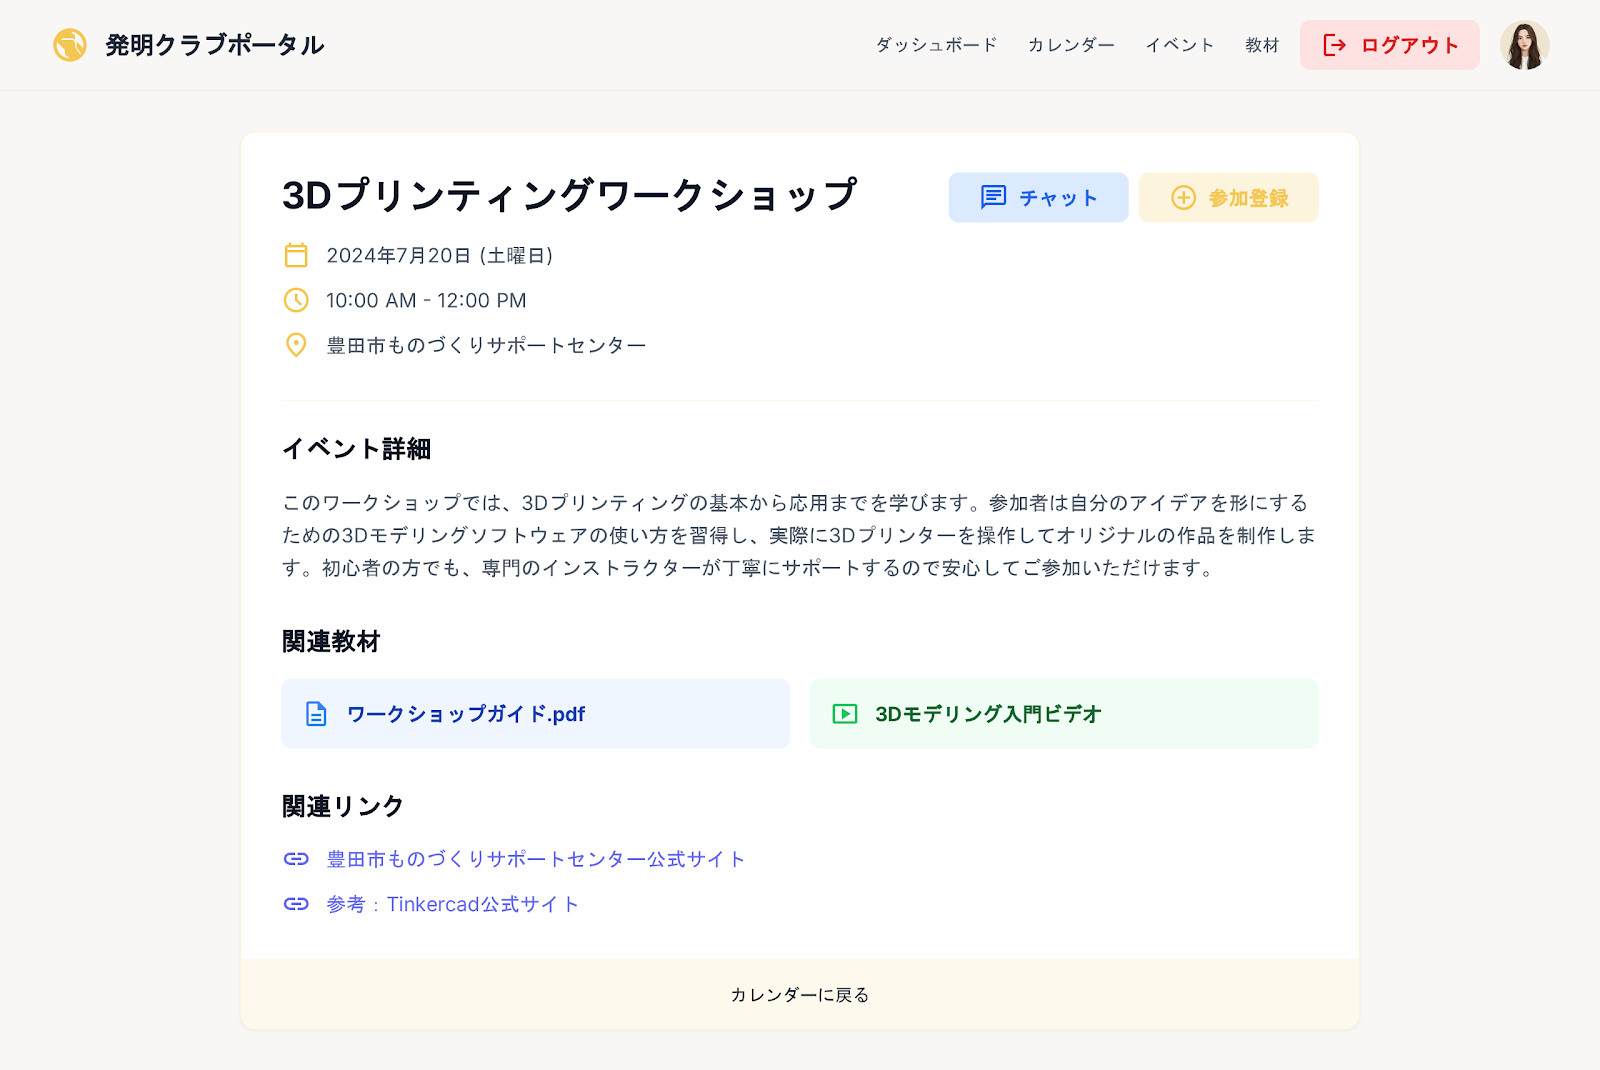 発明クラブポータル
ダッシュボード
カレンダー
イベント
教材
ログアウト
3Dプリンティングワークショップ
チャット
参加登録
2024年7月20日 (土曜日)
10:00 AM - 12:00 PM
豊田市ものづくりサポートセンター
イベント詳細
このワークショップでは、3Dプリンティングの基本から応用までを学びます。参加者は自分のアイデアを形にする
ための3Dモデリングソフトウェアの使い方を習得し、実際に3Dプリンターを操作してオリジナルの作品を制作しま
す。初心者の方でも、専門のインストラクターが丁寧にサポートするので安心してご参加いただけます。
関連教材
ワークショップガイド.pdf
3Dモデリング入門ビデオ
関連リンク
豊田市ものづくりサポートセンター公式サイト
参考：Tinkercad公式サイト
カレンダーに戻る